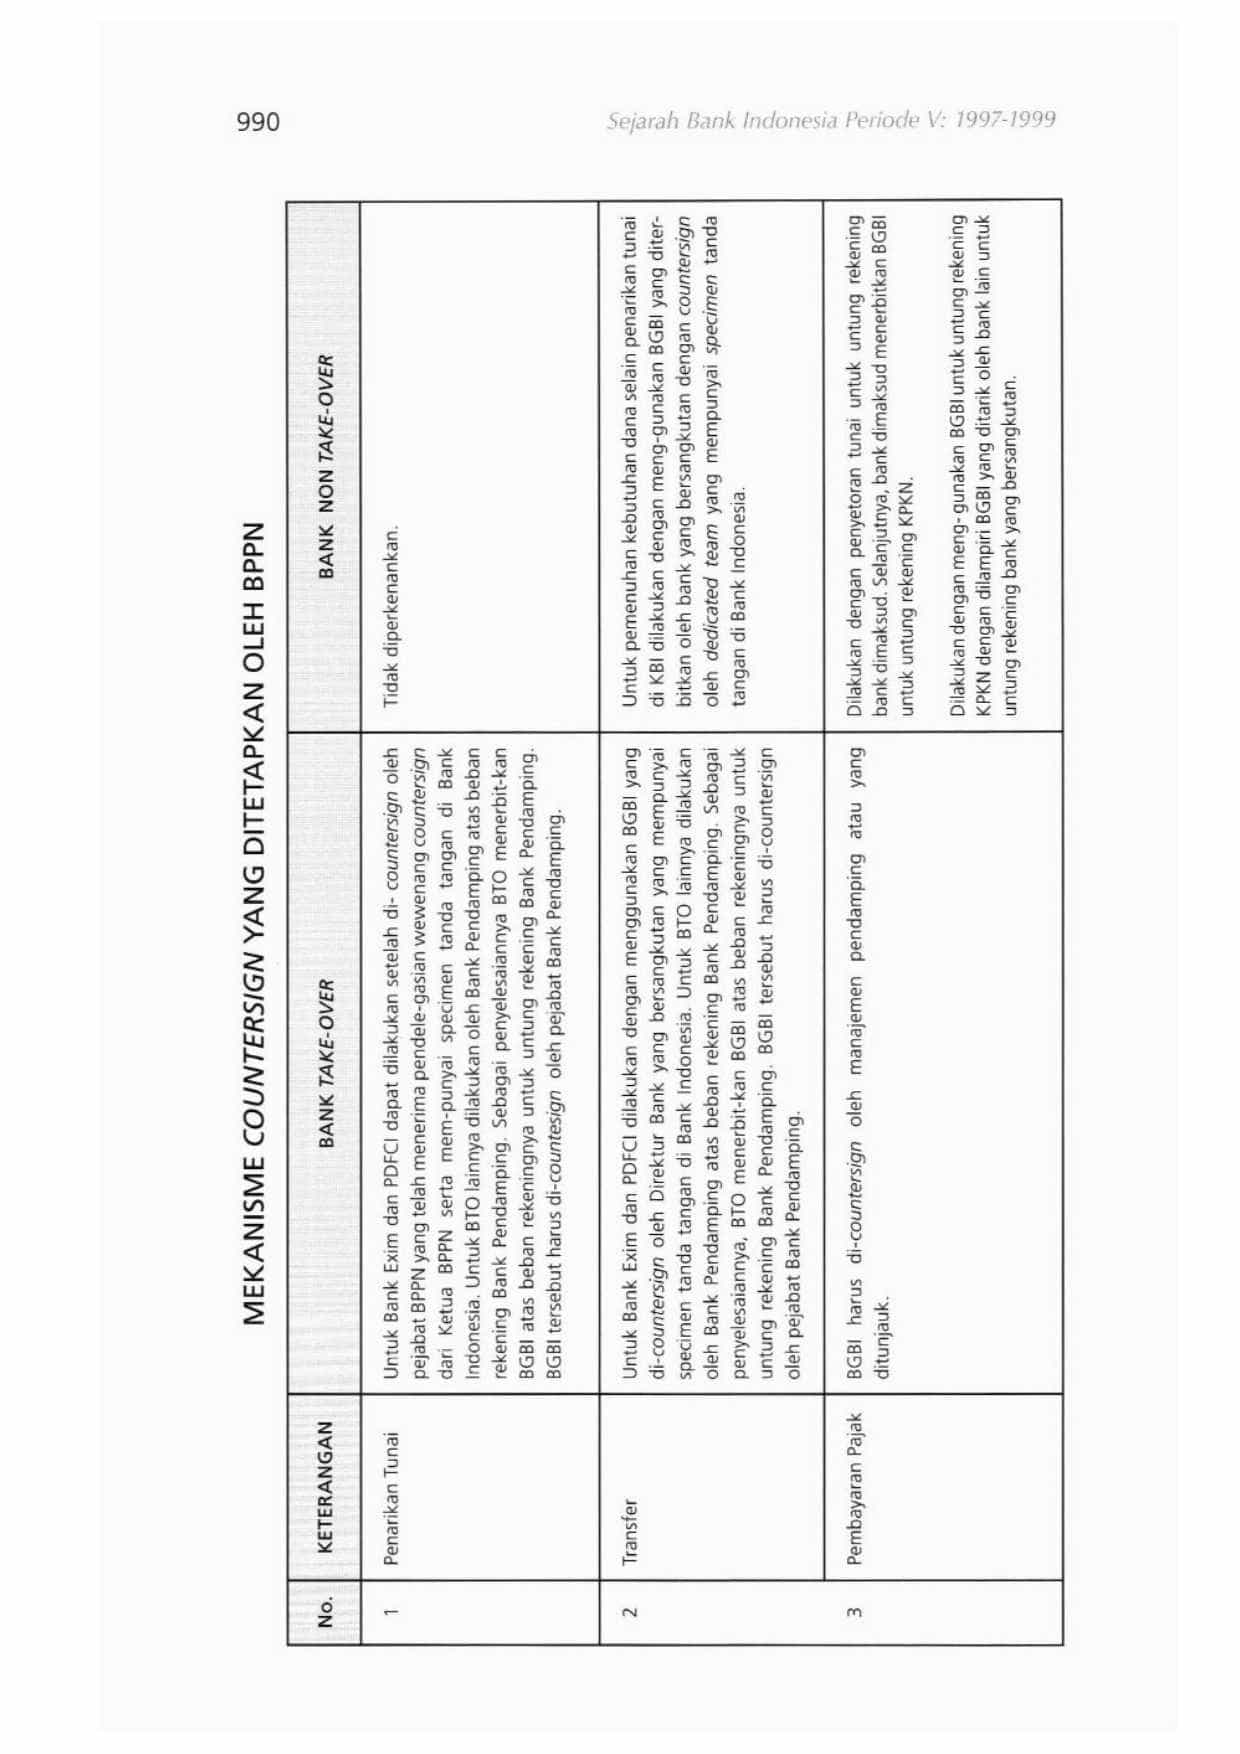 990
Sejarah Bank Indonesia Periode V: 1997-1999
MEKANISME COUNTERSIGN YANG DITETAPKAN OLEH BPPN
No.
KETERANGAN
BANK TAKE-OVER
BANK NON TAKE-OVER
1
Penarikan Tunai
Untuk Bank Exim dan PDFCI dapat dilakukan setelah di- countersign oleh
pejabat BPPN yang telah menerima pendele-gasian wewenang countersign
dari Ketua BPPN serta mem-punyai specimen tanda tangan di Bank
Indonesia. Untuk BTO lainnya dilakukan oleh Bank Pendamping atas beban
rekening Bank Pendamping. Sebagai penyelesaiannya BTO menerbit-kan
BGBI atas beban rekeningnya untuk untung rekening Bank Pendamping.
BGBI tersebut harus di-countesign oleh pejabat Bank Pendamping.
Tidak diperkenankan.
2
Transfer
Untuk Bank Exim dan PDFCI dilakukan dengan menggunakan BGBI yang
di-countersign oleh Direktur Bank yang bersangkutan yang mempunyai
specimen tanda tangan di Bank Indonesia. Untuk BTO lainnya dilakukan
oleh Bank Pendamping atas beban rekening Bank Pendamping. Sebagai
penyelesaiannya, BTO menerbit-kan BGBI atas beban rekeningnya untuk
untung rekening Bank Pendamping. BGBI tersebut harus di-countersign
oleh pejabat Bank Pendamping.
Untuk pemenuhan kebutuhan dana selain penarikan tunai
di KBI dilakukan dengan meng-gunakan BGBI yang diter-
bitkan oleh bank yang bersangkutan dengan countersign
oleh dedicated team yang mempunyai specimen tanda
tangan di Bank Indonesia.
3
Pembayaran Pajak
BGBI harus di-countersign oleh manajemen pendamping atau yang
ditunjauk.
Dilakukan dengan penyetoran tunai untuk untung rekening
bank dimaksud. Selanjutnya, bank dimaksud menerbitkan BGBI
untuk untung rekening KPKN.
Dilakukan dengan meng- gunakan BGBI untuk untung rekening
KPKN dengan dilampiri BGBI yang ditarik oleh bank lain untuk
untung rekening bank yang bersangkutan.